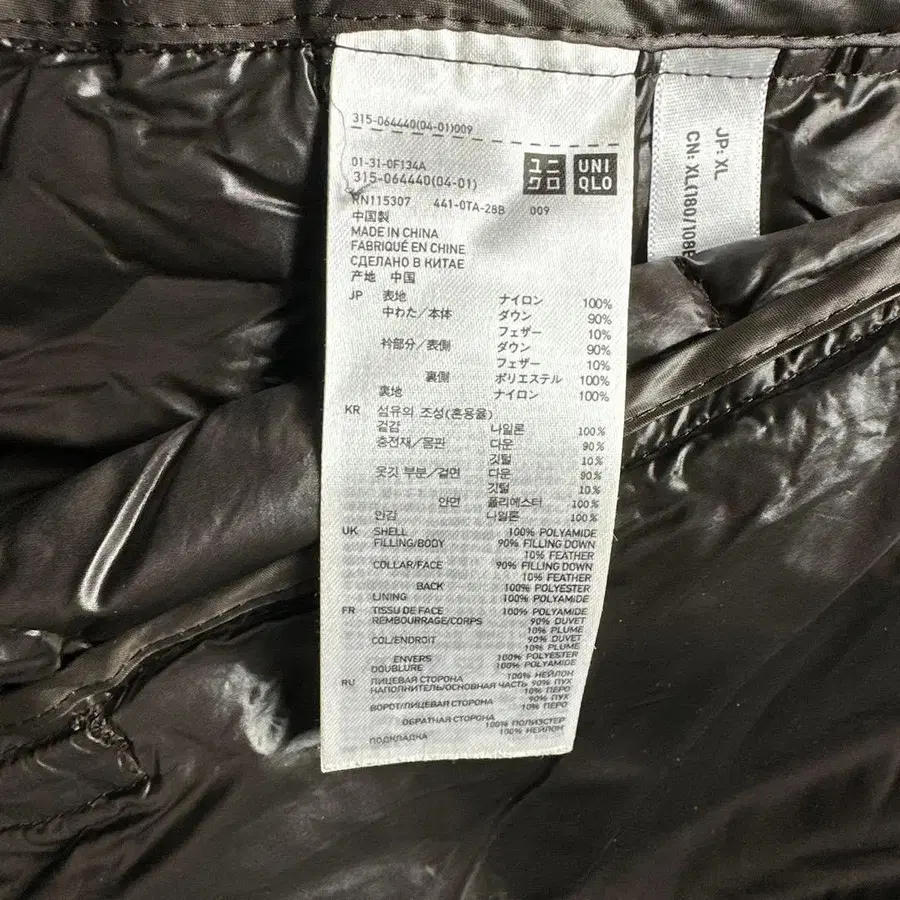 315-064440(04-01)009
01-31-0F134A
315-064440(04-01)
ユニクロ
UNIQLO
RN115307 441-0TA-28B 009
中国製
MADE IN CHINA
FABRIQUÉ EN CHINE
СДЕЛАНО В КИТАЕ
产地 中国
JP 表地 ナイロン 100%
中わた/本体 ダウン 90%
フェザー 10%
衿部分/表側 ダウン 90%
フェザー 10%
裏側 ポリエステル 100%
裏地 ナイロン 100%
KR 섬유의 조성(혼용율)
겉감 나일론 100%
충전재/몸판 다운 90%
깃털 10%
옷깃 부분/겉면 다운 90%
깃털 10%
안면 폴리에스터 100%
안감 나일론 100%
UK SHELL 100% POLYAMIDE
FILLING/BODY 90% FILLING DOWN
10% FEATHER
COLLAR/FACE 90% FILLING DOWN
10% FEATHER
BACK 100% POLYESTER
LINING 100% POLYAMIDE
FR TISSU DE FACE 100% POLYAMIDE
REMBOURRAGE/CORPS 90% DUVET
10% PLUME
COL/ENDROIT 90% DUVET
10% PLUME
ENVERS 100% POLYESTER
DOUBLURE 100% POLYAMIDE
RU ЛИЦЕВАЯ СТОРОНА 100% НЕЙЛОН
НАПОЛНИТЕЛЬ/ОСНОВНАЯ ЧАСТЬ 90% ПУХ
10% ПЕРО
ВОРОТ/ЛИЦЕВАЯ СТОРОНА 90% ПУХ
10% ПЕРО
ОБРАТНАЯ СТОРОНА 100% ПОЛИЭСТЕР
ПОДКЛАДКА 100% НЕЙЛОН
JP: XL
CN: XL(180/108